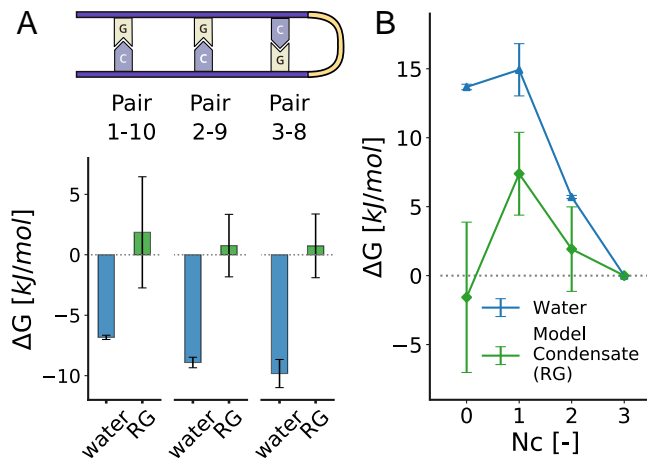 A
G G C
C C G
Pair Pair Pair
1-10 2-9 3-8
ΔG [kJ/mol]
5
0
−5
−10
water RG water RG water RG
B
ΔG [kJ/mol]
15
10
5
0
−5
Water
Model
Condensate
(RG)
0 1 2 3
Nc [-]